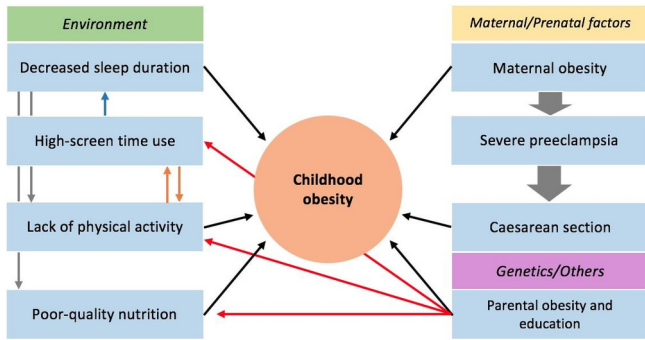 Environment
Decreased sleep duration
High-screen time use
Lack of physical activity
Poor-quality nutrition
Childhood
obesity
Maternal/Prenatal factors
Maternal obesity
Severe preeclampsia
Caesarean section
Genetics/Others
Parental obesity and
education